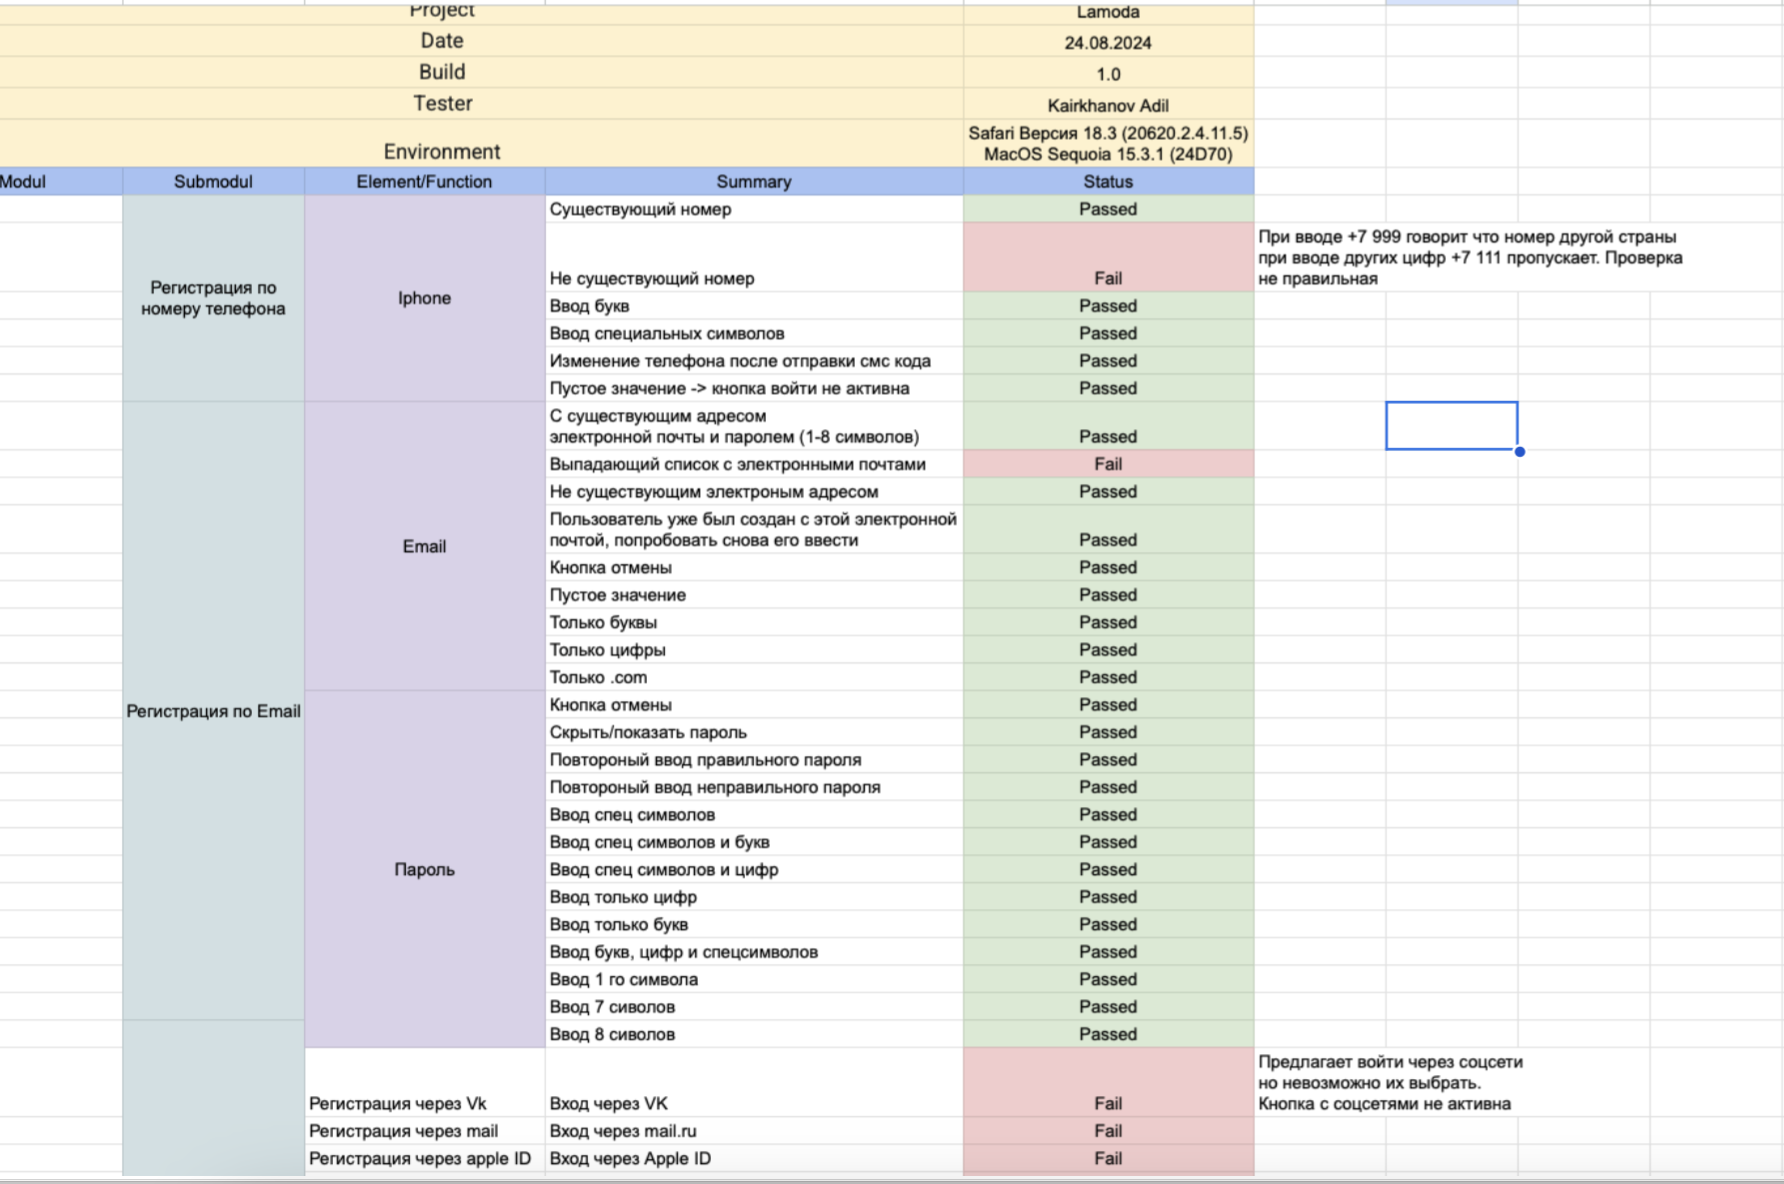 Project Lamoda
Date 24.08.2024
Build 1.0
Tester Kairkhanov Adil
Environment Safari Версия 18.3 (20620.2.4.11.5)
MacOS Sequoia 15.3.1 (24D70)
Modul Submodul Element/Function Summary Status
Регистрация по
номеру телефона
Iphone
Существующий номер Passed
Не существующий номер Fail
При вводе +7 999 говорит что номер другой страны
при вводе других цифр +7 111 пропускает. Проверка
не правильная
Ввод букв Passed
Ввод специальных символов Passed
Изменение телефона после отправки смс кода Passed
Пустое значение -> кнопка войти не активна Passed
Регистрация по Email
Email
С существующим адресом
электронной почты и паролем (1-8 символов) Passed
Выпадающий список с электронными почтами Fail
Не существующим электроным адресом Passed
Пользователь уже был создан с этой электронной
почтой, попробовать снова его ввести Passed
Кнопка отмены Passed
Пустое значение Passed
Только буквы Passed
Только цифры Passed
Только .com Passed
Пароль
Кнопка отмены Passed
Скрыть/показать пароль Passed
Повтороный ввод правильного пароля Passed
Повтороный ввод неправильного пароля Passed
Ввод спец символов Passed
Ввод спец символов и букв Passed
Ввод спец символов и цифр Passed
Ввод только цифр Passed
Ввод только букв Passed
Ввод букв, цифр и спецсимволов Passed
Ввод 1 го символа Passed
Ввод 7 сиволов Passed
Ввод 8 сиволов Passed
Регистрация через Vk Вход через VK Fail
Предлагает войти через соцсети
но невозможно их выбрать.
Кнопка с соцсетями не активна
Регистрация через mail Вход через mail.ru Fail
Регистрация через apple ID Вход через Apple ID Fail